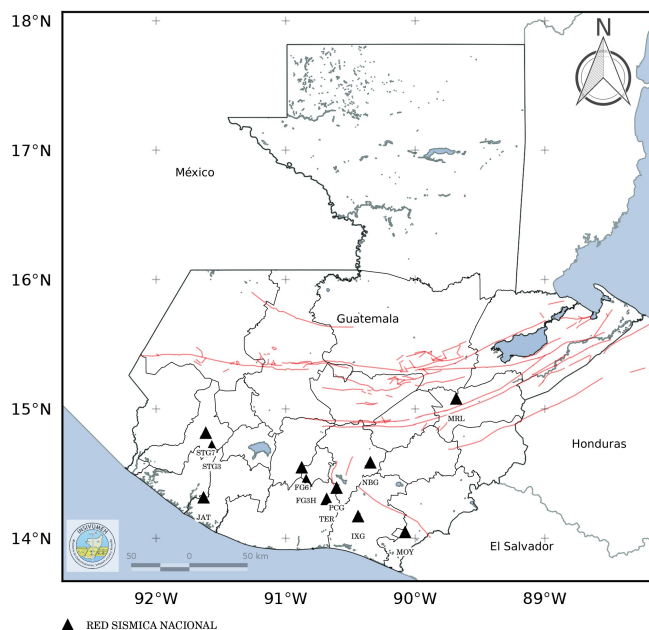 18°N
N
17°N
México
16°N
Guatemala
15°N
MRL
STG7
STG3
Honduras
NBG
FG6
FG3H
PCG
JAT
TER
IXG
MOY
14°N
El Salvador
INSIVUMEH
50 0 50 km
92°W 91°W 90°W 89°W
RED SISMICA NACIONAL